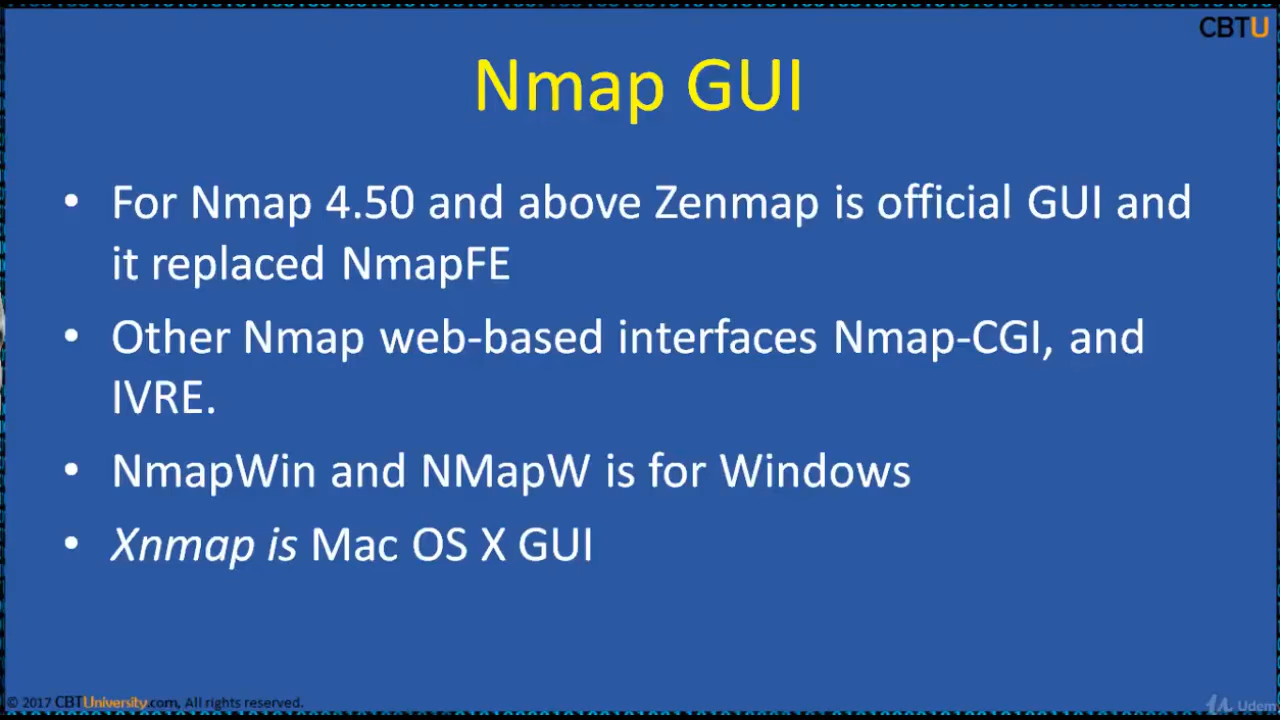 CBTU
Nmap GUI
• For Nmap 4.50 and above Zenmap is official GUI and
it replaced NmapFE
• Other Nmap web-based interfaces Nmap-CGI, and
IVRE.
• NmapWin and NMapW is for Windows
• Xnmap is Mac OS X GUI
© 2017 CBTUniversity.com, All rights reserved.
Udem